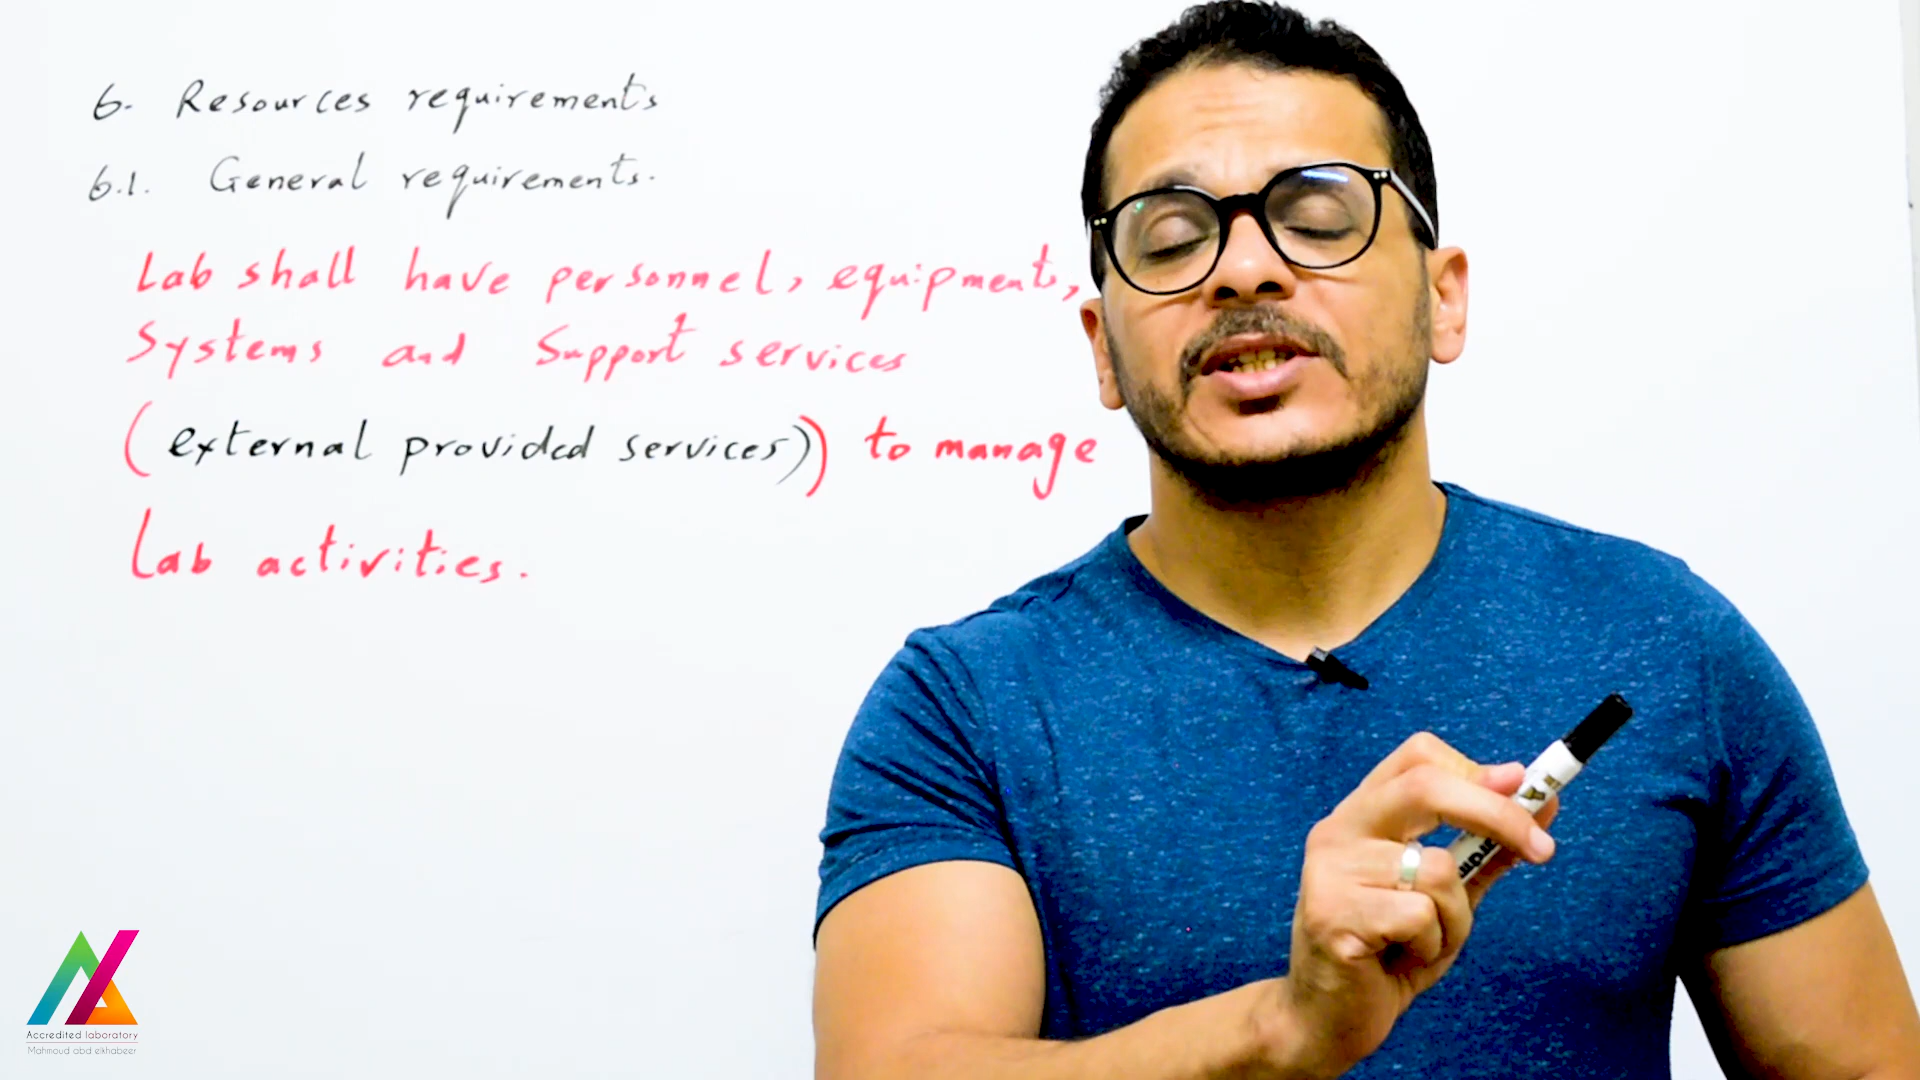 6. Resources requirements
6.1. General requirements.
Lab shall have personnel, equipments,
Systems and Support services
(external provided services)) to manage
Lab activities.
Accredited laboratory
Mahmoud abd elkhabeer